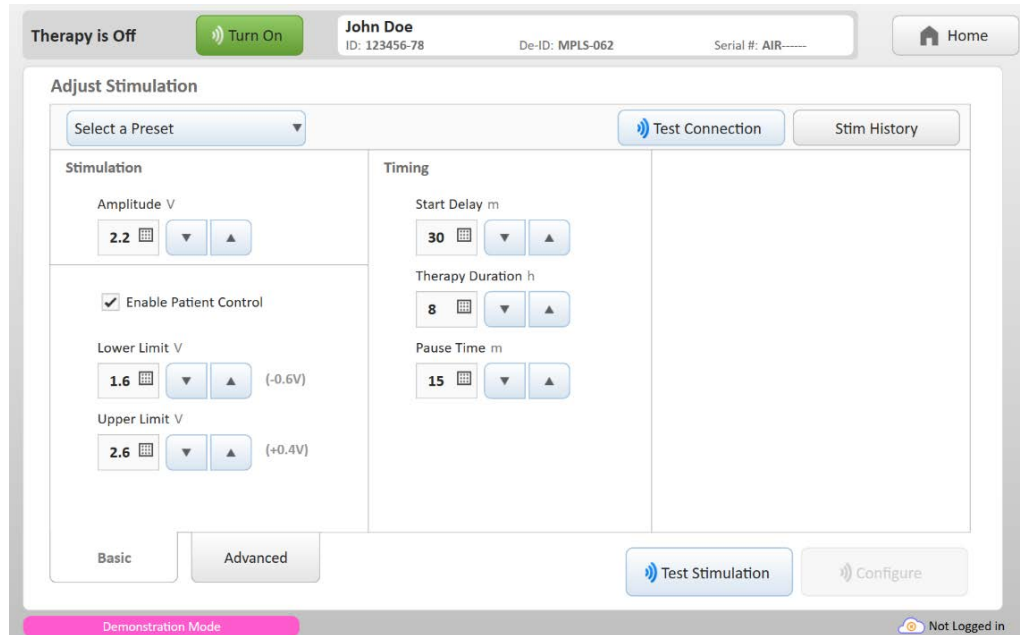 Therapy is Off
Turn On
John Doe
ID: 123456-78 De-ID: MPLS-062 Serial #: AIR------
Home
Adjust Stimulation
Select a Preset
Test Connection
Stim History
Stimulation
Amplitude V
2.2
Enable Patient Control
Lower Limit V
1.6 (-0.6V)
Upper Limit V
2.6 (+0.4V)
Timing
Start Delay m
30
Therapy Duration h
8
Pause Time m
15
Basic
Advanced
Test Stimulation
Configure
Demonstration Mode
Not Logged in